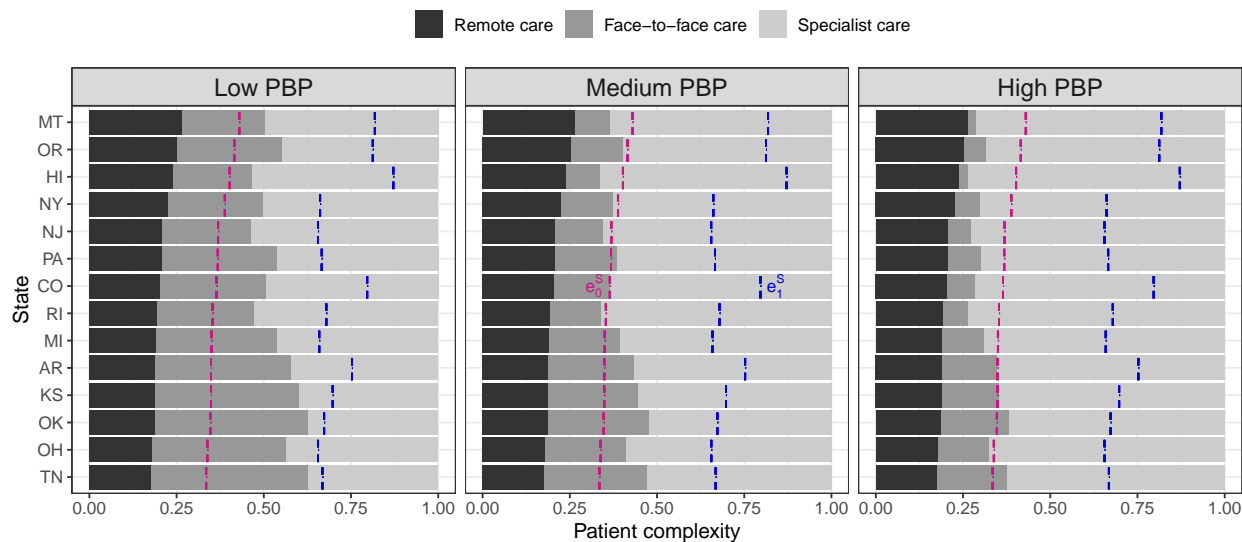 Remote care Face−to−face care Specialist care
Low PBP Medium PBP High PBP
State
MT
OR
HI
NY
NJ
PA
CO
RI
MI
AR
KS
OK
OH
TN
e₀ˢ e₁ˢ
0.00 0.25 0.50 0.75 1.00 0.00 0.25 0.50 0.75 1.00 0.00 0.25 0.50 0.75 1.00
Patient complexity